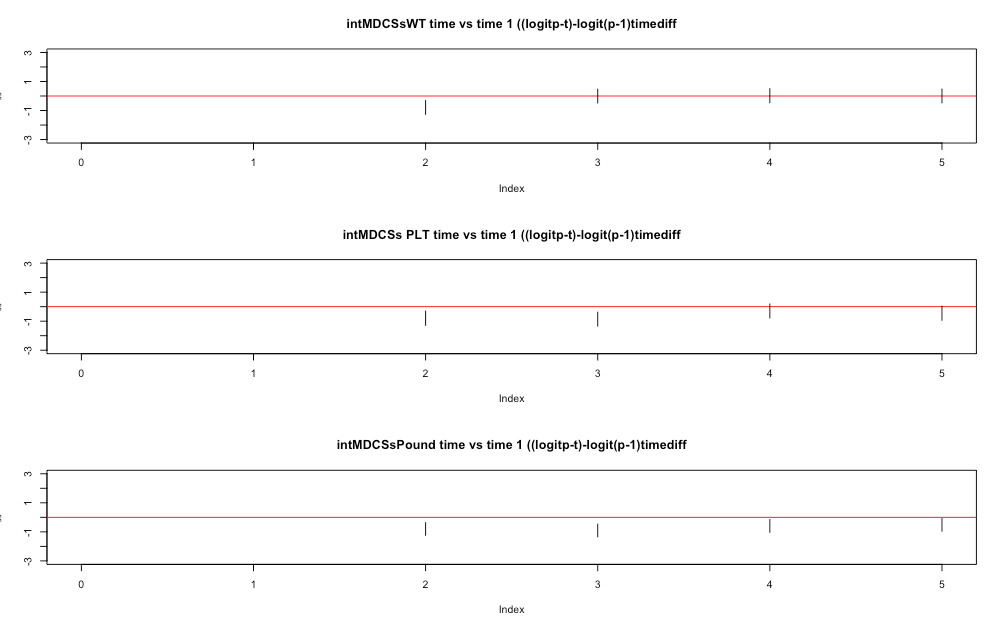 intMDCSsWT time vs time 1 ((logitp-t)-logit(p-1)timediff
3
1
-1
-3
0 1 2 3 4 5
Index
intMDCSs PLT time vs time 1 ((logitp-t)-logit(p-1)timediff
3
1
-1
-3
0 1 2 3 4 5
Index
intMDCSsPound time vs time 1 ((logitp-t)-logit(p-1)timediff
3
1
-1
-3
0 1 2 3 4 5
Index